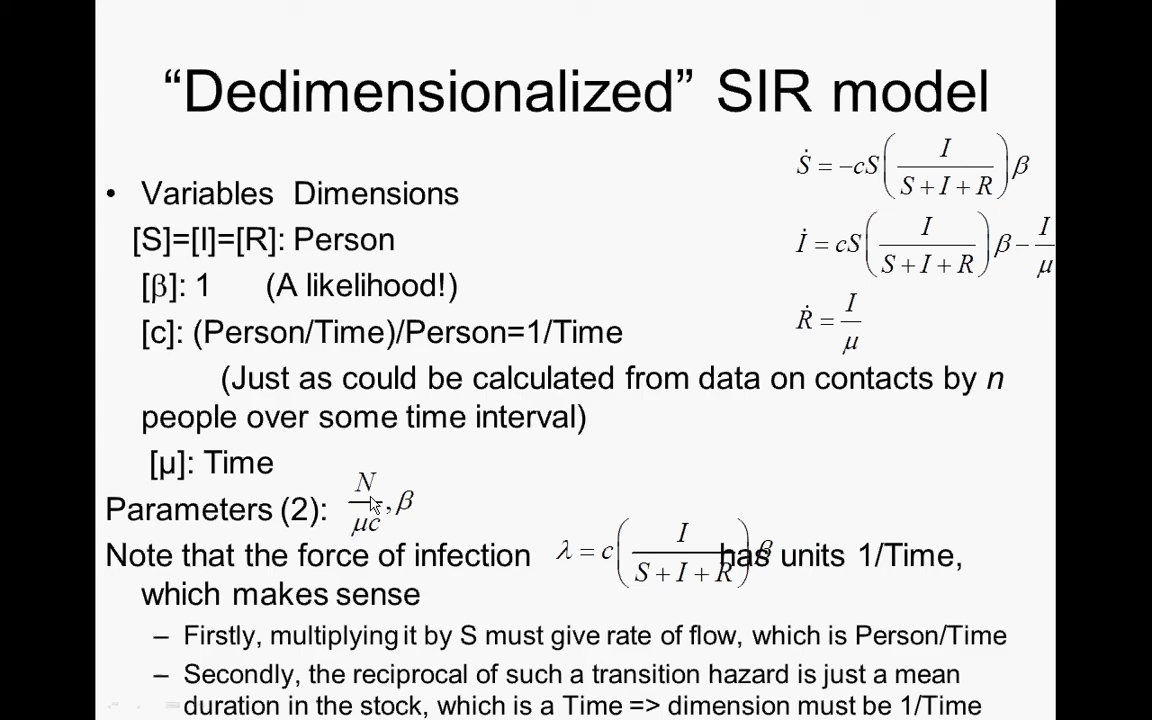 “Dedimensionalized” SIR model
Ṡ = −cS(I / (S + I + R))β
• Variables Dimensions
[S]=[I]=[R]: Person
İ = cS(I / (S + I + R))β − I/μ
[β]: 1 (A likelihood!)
[c]: (Person/Time)/Person=1/Time
Ṙ = I/μ
(Just as could be calculated from data on contacts by n
people over some time interval)
[μ]: Time
Parameters (2): N/μc, β
Note that the force of infection λ = c(I / (S + I + R))β has units 1/Time,
which makes sense
– Firstly, multiplying it by S must give rate of flow, which is Person/Time
– Secondly, the reciprocal of such a transition hazard is just a mean
duration in the stock, which is a Time => dimension must be 1/Time